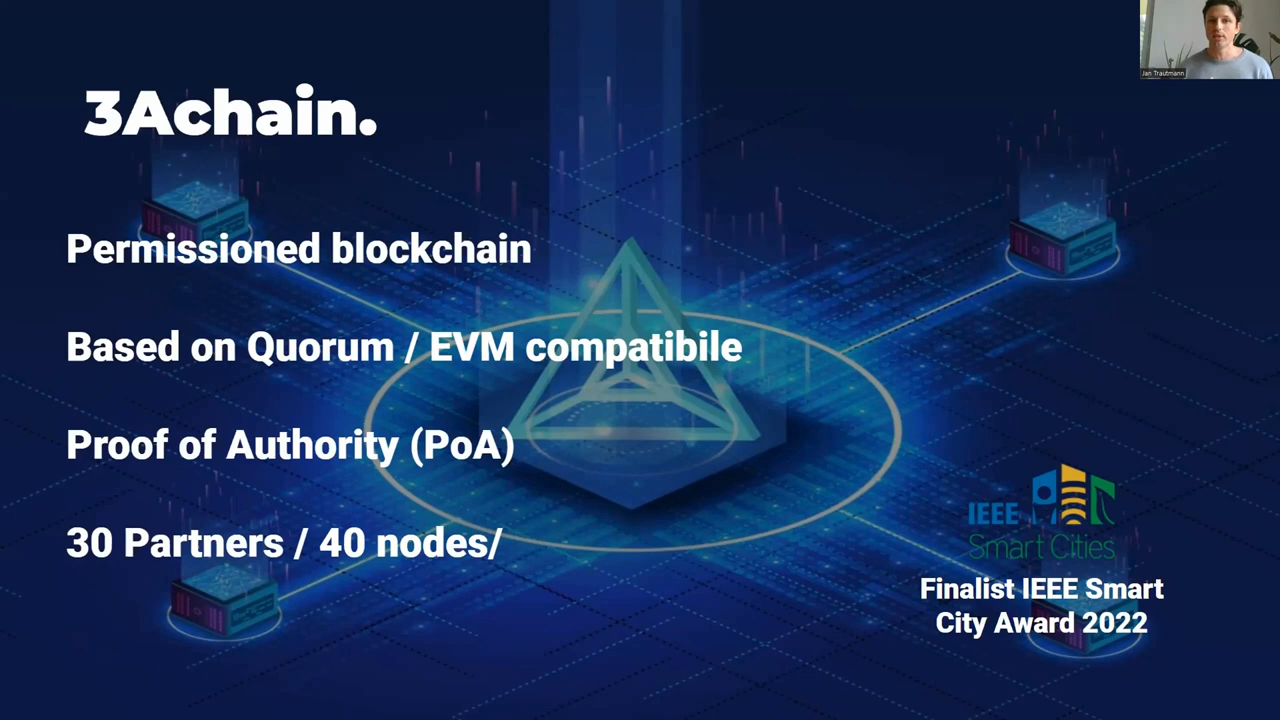 Jan Trautmann
3Achain.
Permissioned blockchain
Based on Quorum / EVM compatibile
Proof of Authority (PoA)
30 Partners / 40 nodes/
IEEE
Smart Cities
Finalist IEEE Smart
City Award 2022